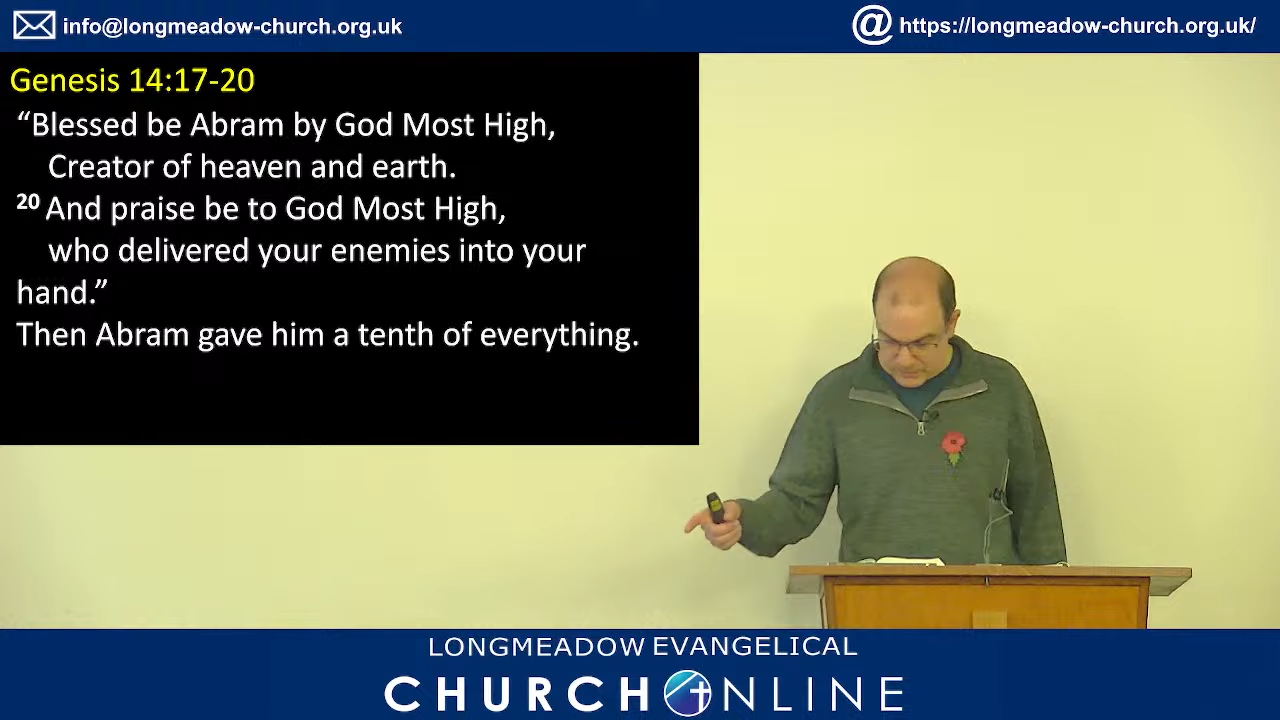 info@longmeadow-church.org.uk
@ https://longmeadow-church.org.uk/
Genesis 14:17-20
“Blessed be Abram by God Most High,
Creator of heaven and earth.
20 And praise be to God Most High,
who delivered your enemies into your
hand.”
Then Abram gave him a tenth of everything.
LONGMEADOW EVANGELICAL
CHURCH ONLINE